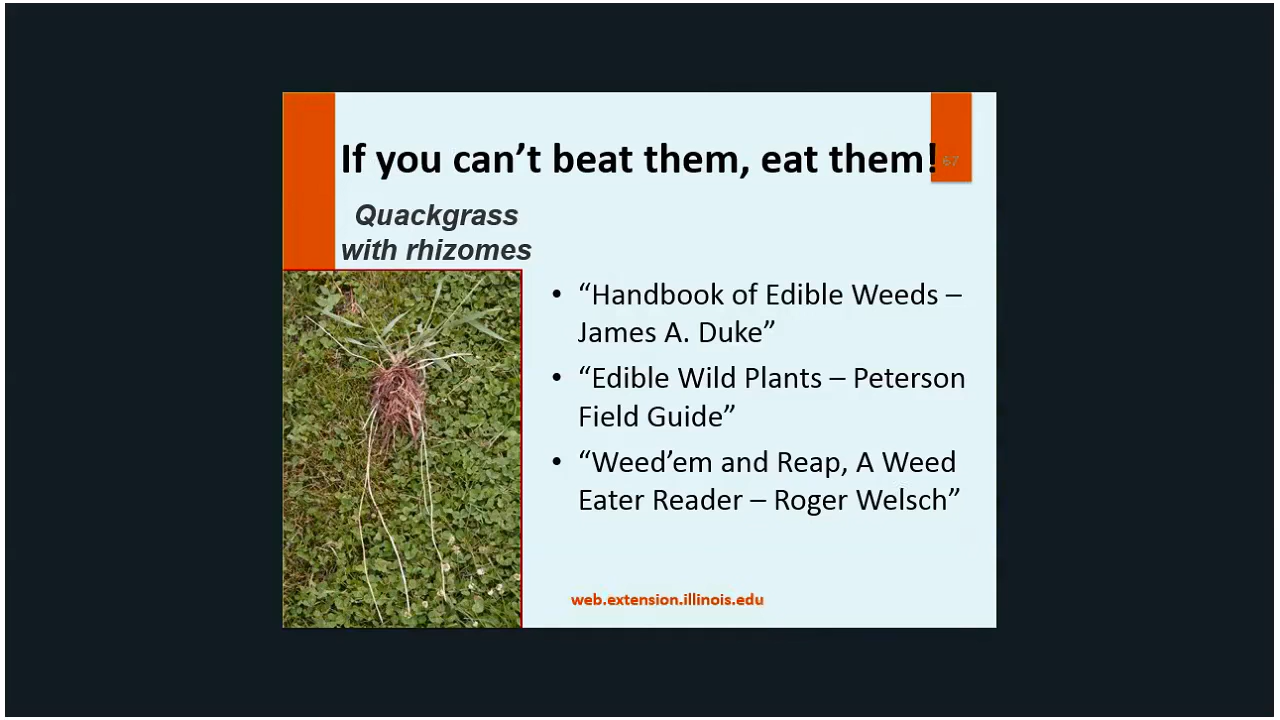 If you can’t beat them, eat them!
67
Quackgrass
with rhizomes
• “Handbook of Edible Weeds –
James A. Duke”
• “Edible Wild Plants – Peterson
Field Guide”
• “Weed’em and Reap, A Weed
Eater Reader – Roger Welsch”
web.extension.illinois.edu